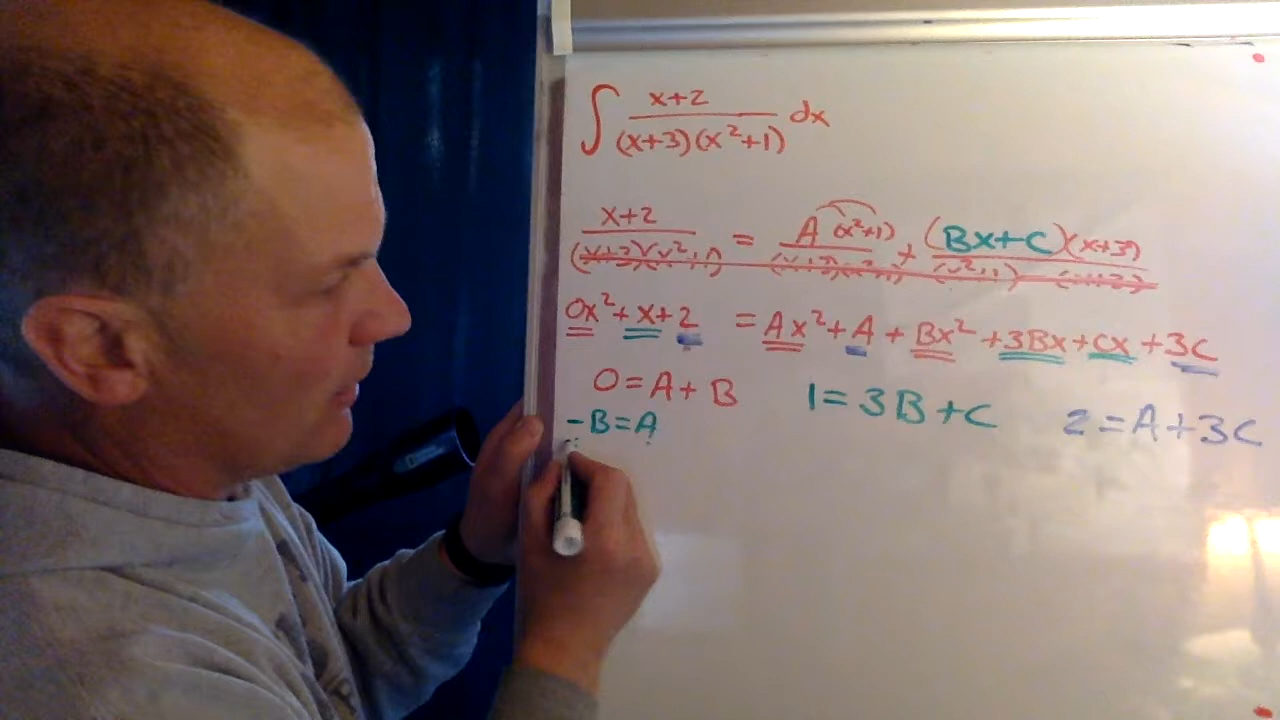 ∫ x+2 / (x+3)(x²+1) dx
x+2 / (x+3)(x²+1) = A (x²+1) / (x+3)(x²+1) + (Bx+C)(x+3) / (x²+1) (x+3)
0x² + x + 2 = Ax² + A + Bx² + 3Bx + Cx + 3C
0 = A + B 1 = 3B + C 2 = A + 3C
-B = A